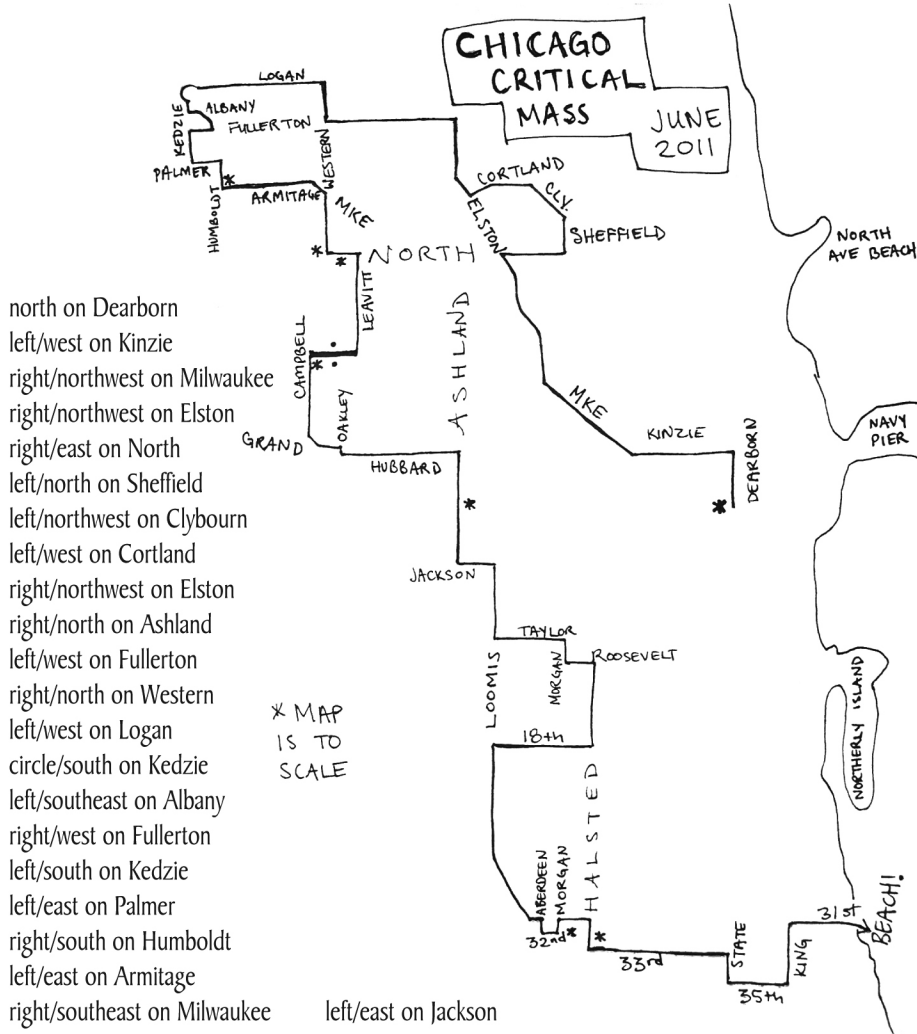 CHICAGO
CRITICAL
MASS
JUNE
2011
LOGAN
KEDZIE
ALBANY
FULLERTON
WESTERN
PALMER
HUMBOLDT
*
ARMITAGE
MKE
CORTLAND
CLY.
ELSTON
SHEFFIELD
NORTH
AVE BEACH
* *
NORTH
LEAVITT
ASHLAND
CAMPBELL
*
OAKLEY
GRAND
HUBBARD
MKE
KINZIE
DEARBORN
*
NAVY
PIER
*
JACKSON
TAYLOR
LOOMIS
MORGAN
ROOSEVELT
18th
HALSTED
NORTHERLY ISLAND
* MAP
IS TO
SCALE
ABERDEEN
MORGAN
32nd*
*
33rd
STATE
35th
KING
31st
BEACH!
north on Dearborn
left/west on Kinzie
right/northwest on Milwaukee
right/northwest on Elston
right/east on North
left/north on Sheffield
left/northwest on Clybourn
left/west on Cortland
right/northwest on Elston
right/north on Ashland
left/west on Fullerton
right/north on Western
left/west on Logan
circle/south on Kedzie
left/southeast on Albany
right/west on Fullerton
left/south on Kedzie
left/east on Palmer
right/south on Humboldt
left/east on Armitage
right/southeast on Milwaukee
left/east on Jackson